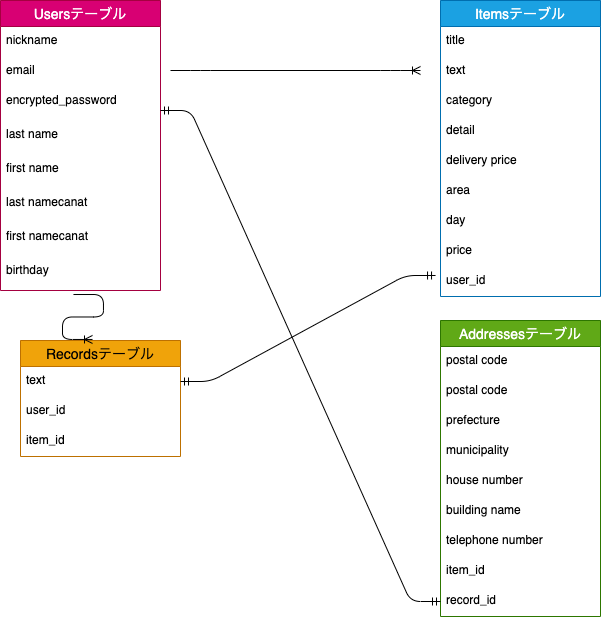 Usersテーブル
nickname
email
encrypted_password
last name
first name
last namecanat
first namecanat
birthday
Itemsテーブル
title
text
category
detail
delivery price
area
day
price
user_id
Recordsテーブル
text
user_id
item_id
Addressesテーブル
postal code
postal code
prefecture
municipality
house number
building name
telephone number
item_id
record_id